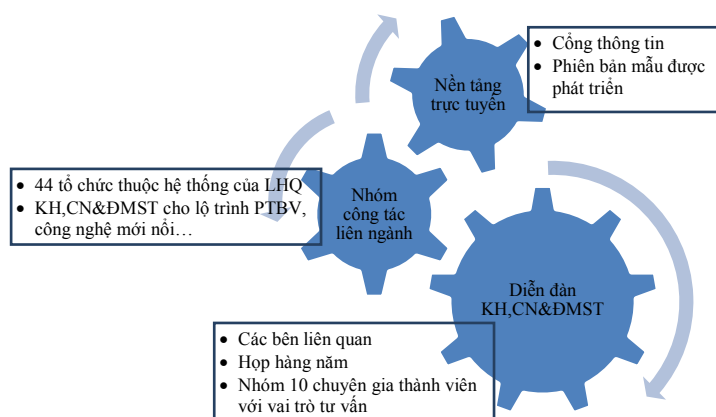 • Cổng thông tin
• Phiên bản mẫu được
phát triển
Nền tảng
trực tuyến
• 44 tổ chức thuộc hệ thống của LHQ
• KH,CN&ĐMST cho lộ trình PTBV,
công nghệ mới nổi…
Nhóm
công tác
liên ngành
Diễn đàn
KH,CN&ĐMST
• Các bên liên quan
• Họp hàng năm
• Nhóm 10 chuyên gia thành viên
với vai trò tư vấn